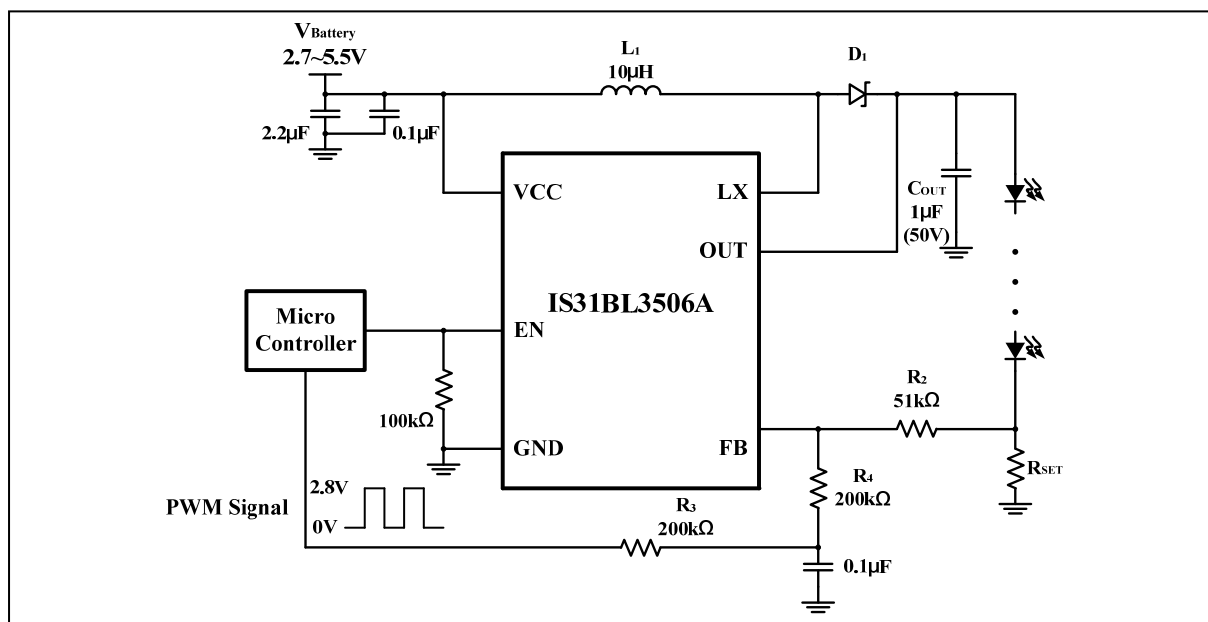 VBattery
2.7~5.5V
L1
10µH
D1
2.2µF
0.1µF
VCC
LX
COUT
1µF
(50V)
OUT
IS31BL3506A
Micro
Controller
EN
R2
51kΩ
100kΩ
GND
FB
RSET
R4
200kΩ
PWM Signal
2.8V
0V
R3
200kΩ
0.1µF